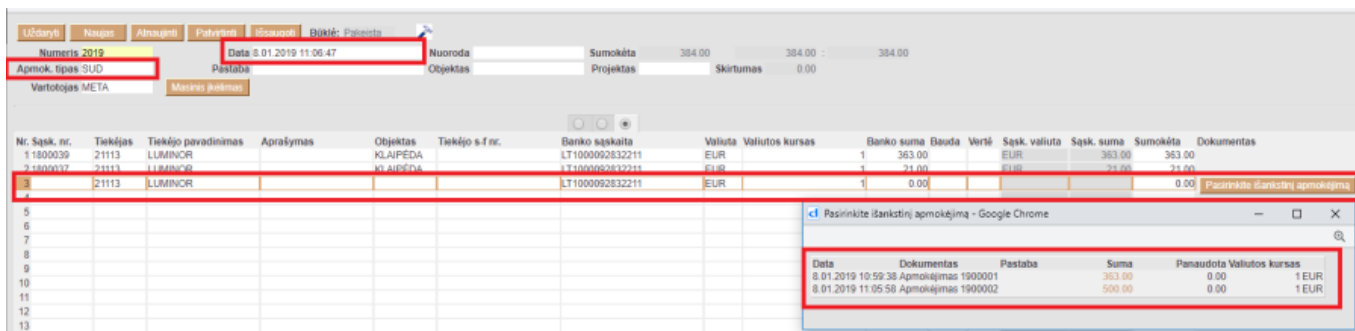 Uždaryti Naujas Atnaujinti Patvirtinti Išsaugoti Būklė: Pakeista
Numeris 2019 Data 8.01.2019 11:06:47 Nuoroda Sumokėta 384.00 384.00 : 384.00
Apmok. tipas SUD Pastaba Objektas Projektas Skirtumas 0.00
Vartotojas META Masinis įkėlimas
Nr. Sąsk. nr. Tiekėjas Tiekėjo pavadinimas Aprašymas Objektas Tiekėjo s-f nr. Banko sąskaita Valiuta Valiutos kursas Banko suma Bauda Vertė Sąsk. valiuta Sąsk. suma Sumokėta Dokumentas
1 1800039 21113 LUMINOR KLAIPĖDA LT1000092832211 EUR 1 363.00 EUR 363.00 363.00
2 1800037 21113 LUMINOR KLAIPĖDA LT1000092832211 EUR 1 21.00 EUR 21.00 21.00
3 21113 LUMINOR LT1000092832211 EUR 1 0.00 0.00 Pasirinkite išankstinį apmokėjimą
4
5
6
7
8
9
10
11
12
13
Pasirinkite išankstinį apmokėjimą - Google Chrome
Data Dokumentas Pastaba Suma Panaudota Valiutos kursas
8.01.2019 10:59:38 Apmokėjimas 1900001 363.00 0.00 1 EUR
8.01.2019 11:05:58 Apmokėjimas 1900002 500.00 0.00 1 EUR